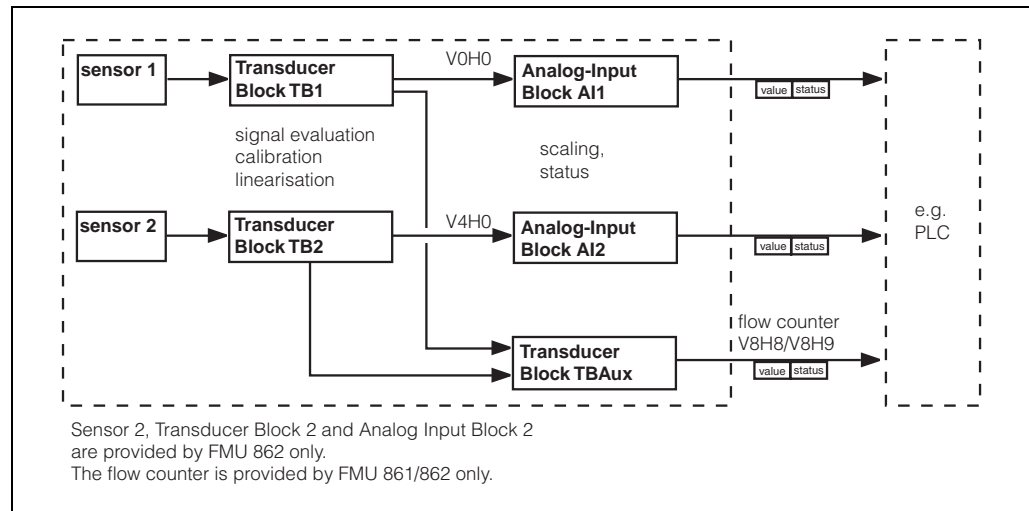 sensor 1
Transducer
Block TB1
V0H0
Analog-Input
Block AI1
value status
signal evaluation
calibration
linearisation
scaling,
status
sensor 2
Transducer
Block TB2
V4H0
Analog-Input
Block AI2
value status
e.g.
PLC
Transducer
Block TBAux
flow counter
V8H8/V8H9
value status
Sensor 2, Transducer Block 2 and Analog Input Block 2
are provided by FMU 862 only.
The flow counter is provided by FMU 861/862 only.